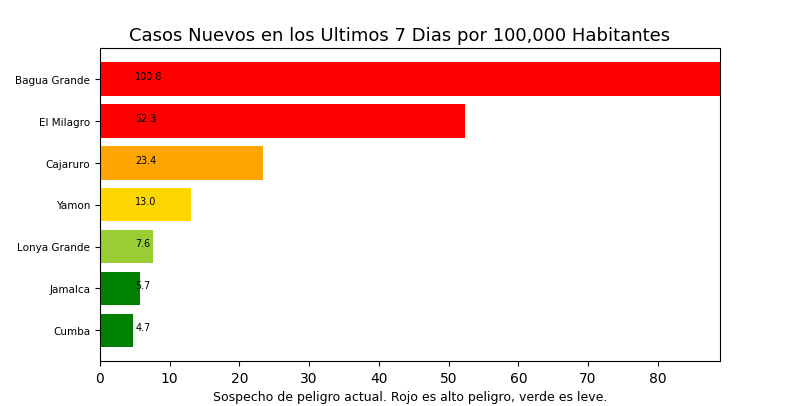 Casos Nuevos en los Ultimos 7 Dias por 100,000 Habitantes
Bagua Grande 100.8
El Milagro 52.3
Cajaruro 23.4
Yamon 13.0
Lonya Grande 7.6
Jamalca 5.7
Cumba 4.7
0 10 20 30 40 50 60 70 80
Sospecho de peligro actual. Rojo es alto peligro, verde es leve.